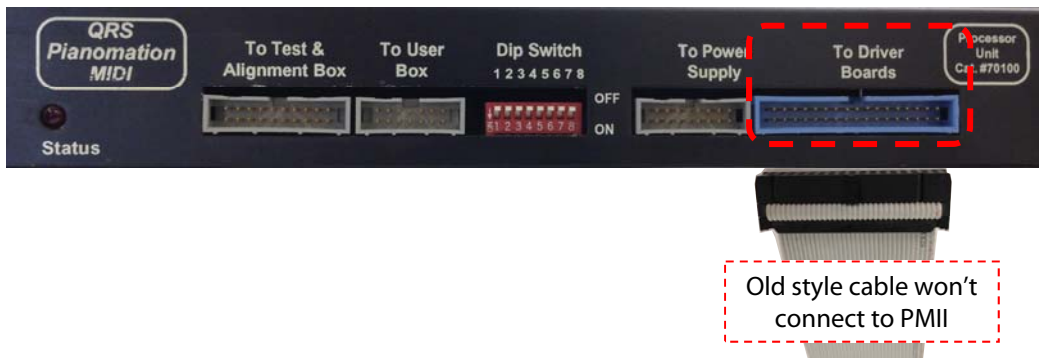 QRS
Pianomation
MIDI
Status
To Test &
Alignment Box
To User
Box
Dip Switch
1 2 3 4 5 6 7 8
OFF
ON
1 2 3 4 5 6 7 8
To Power
Supply
To Driver
Boards
Processor
Unit
Cat. #70100
Old style cable won't
connect to PMII